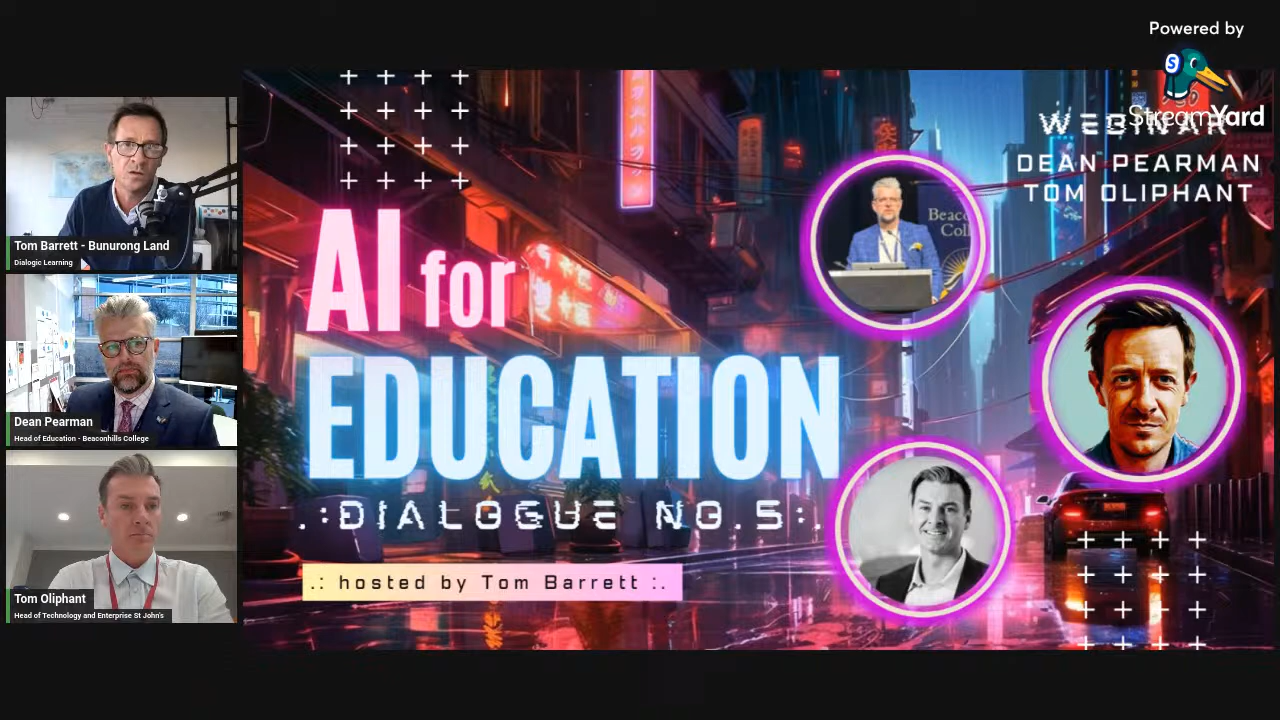 Powered by
StreamYard
WEBINAR
DEAN PEARMAN
TOM OLIPHANT
Tom Barrett - Bunurong Land
Dialogic Learning
Dean Pearman
Head of Education - Beaconhills College
Tom Oliphant
Head of Technology and Enterprise St John's
AI for
EDUCATION
.:DIALOGUE NO.5:.
.: hosted by Tom Barrett :.